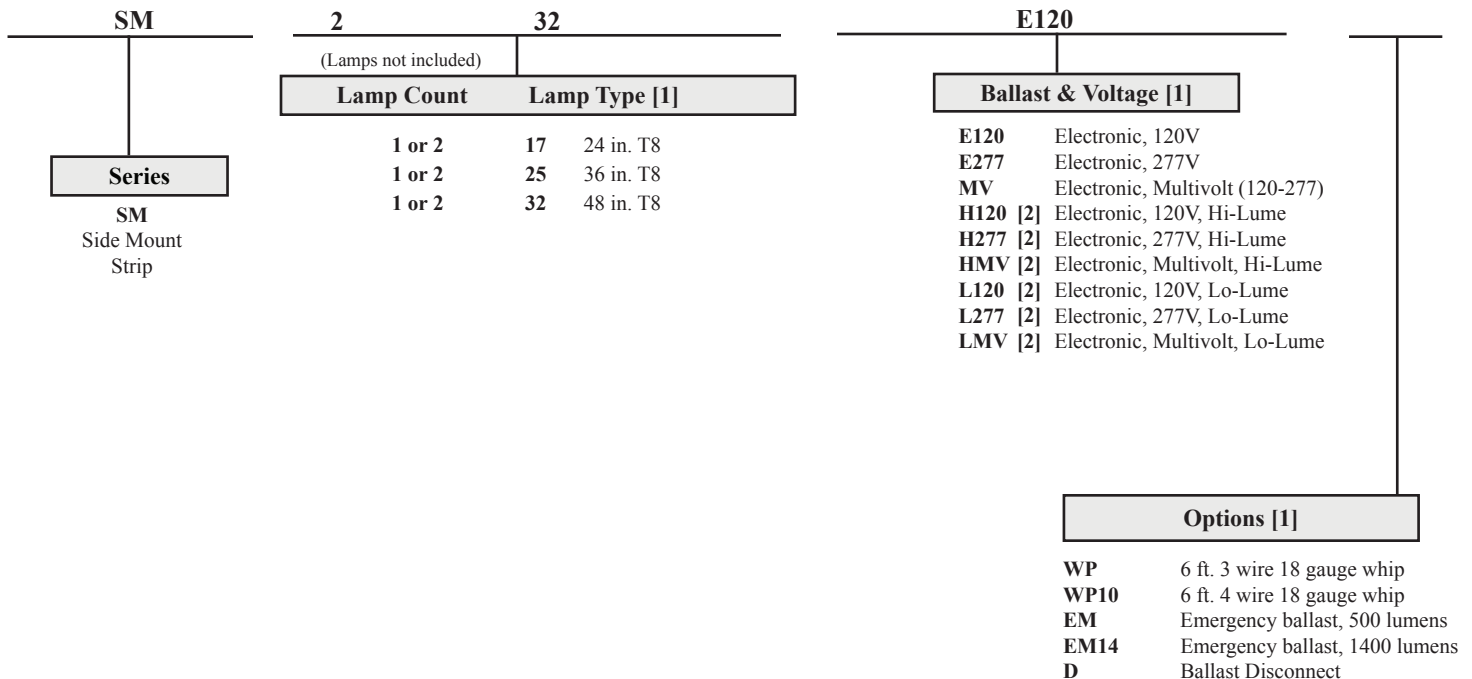 SM 2 32 E120
(Lamps not included)
Lamp Count Lamp Type [1]
1 or 2 17 24 in. T8
1 or 2 25 36 in. T8
1 or 2 32 48 in. T8
Series
SM
Side Mount
Strip
Ballast & Voltage [1]
E120 Electronic, 120V
E277 Electronic, 277V
MV Electronic, Multivolt (120-277)
H120 [2] Electronic, 120V, Hi-Lume
H277 [2] Electronic, 277V, Hi-Lume
HMV [2] Electronic, Multivolt, Hi-Lume
L120 [2] Electronic, 120V, Lo-Lume
L277 [2] Electronic, 277V, Lo-Lume
LMV [2] Electronic, Multivolt, Lo-Lume
Options [1]
WP 6 ft. 3 wire 18 gauge whip
WP10 6 ft. 4 wire 18 gauge whip
EM Emergency ballast, 500 lumens
EM14 Emergency ballast, 1400 lumens
D Ballast Disconnect